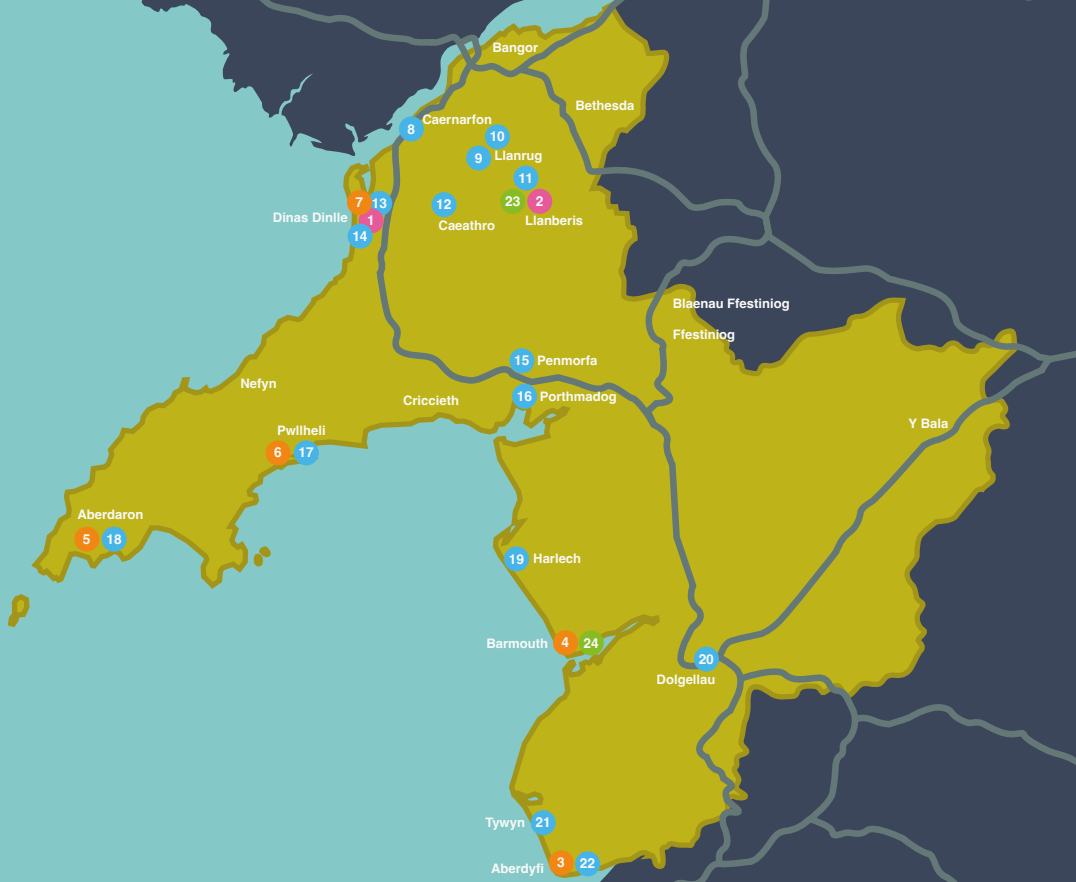 Bangor
Bethesda
8 Caernarfon
10
9 Llanrug
11
7 13
12
23 2
Dinas Dinlle 1
Caeathro
Llanberis
14
Blaenau Ffestiniog
Ffestiniog
15 Penmorfa
Nefyn
Criccieth
16 Porthmadog
Y Bala
Pwllheli
6 17
Aberdaron
5 18
19 Harlech
Barmouth 4 24
20
Dolgellau
Tywyn 21
Aberdyfi 3 22